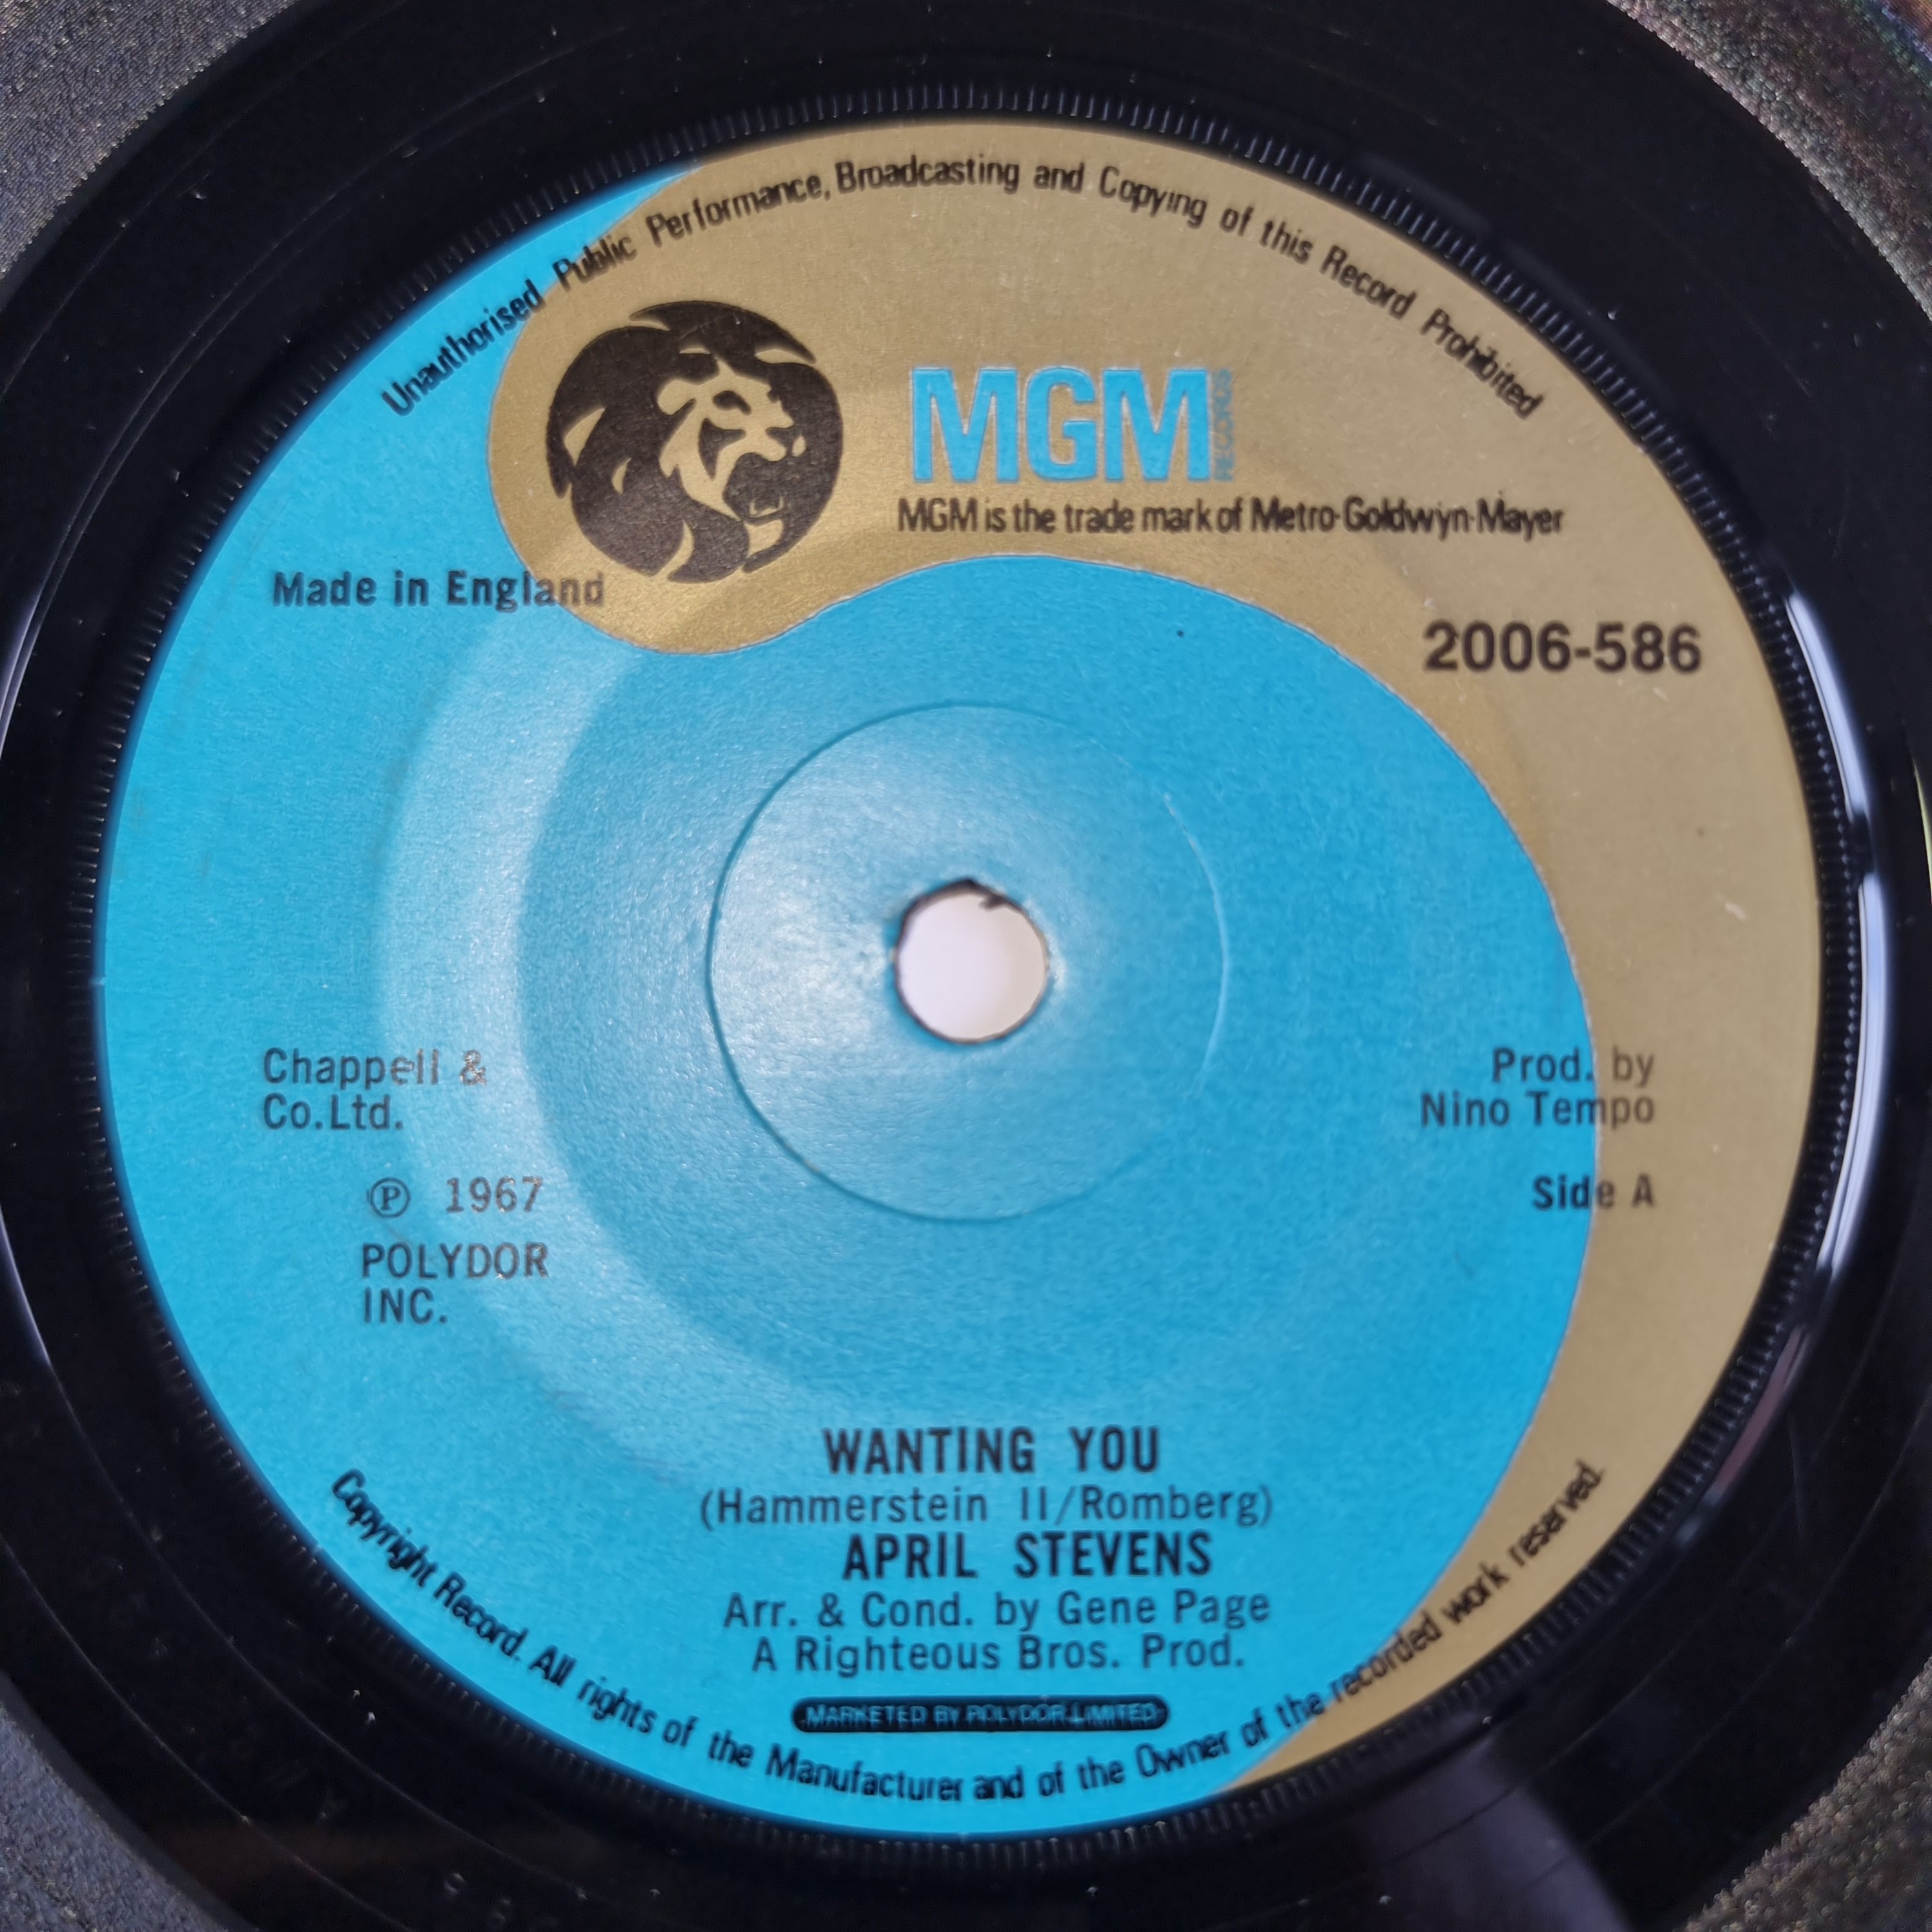 Unauthorised Public Performance, Broadcasting and Copying of this Record Prohibited
MGM RECORDS
MGM is the trade mark of Metro-Goldwyn-Mayer
Made in England
2006-586
Chappell &
Co.Ltd.
Prod. by
Nino Tempo
℗ 1967
Side A
POLYDOR
INC.
WANTING YOU
(Hammerstein II/Romberg)
APRIL STEVENS
Arr. & Cond. by Gene Page
A Righteous Bros. Prod.
MARKETED BY POLYDOR LIMITED
Copyright Record. All rights of the Manufacturer and of the Owner of the recorded work reserved.